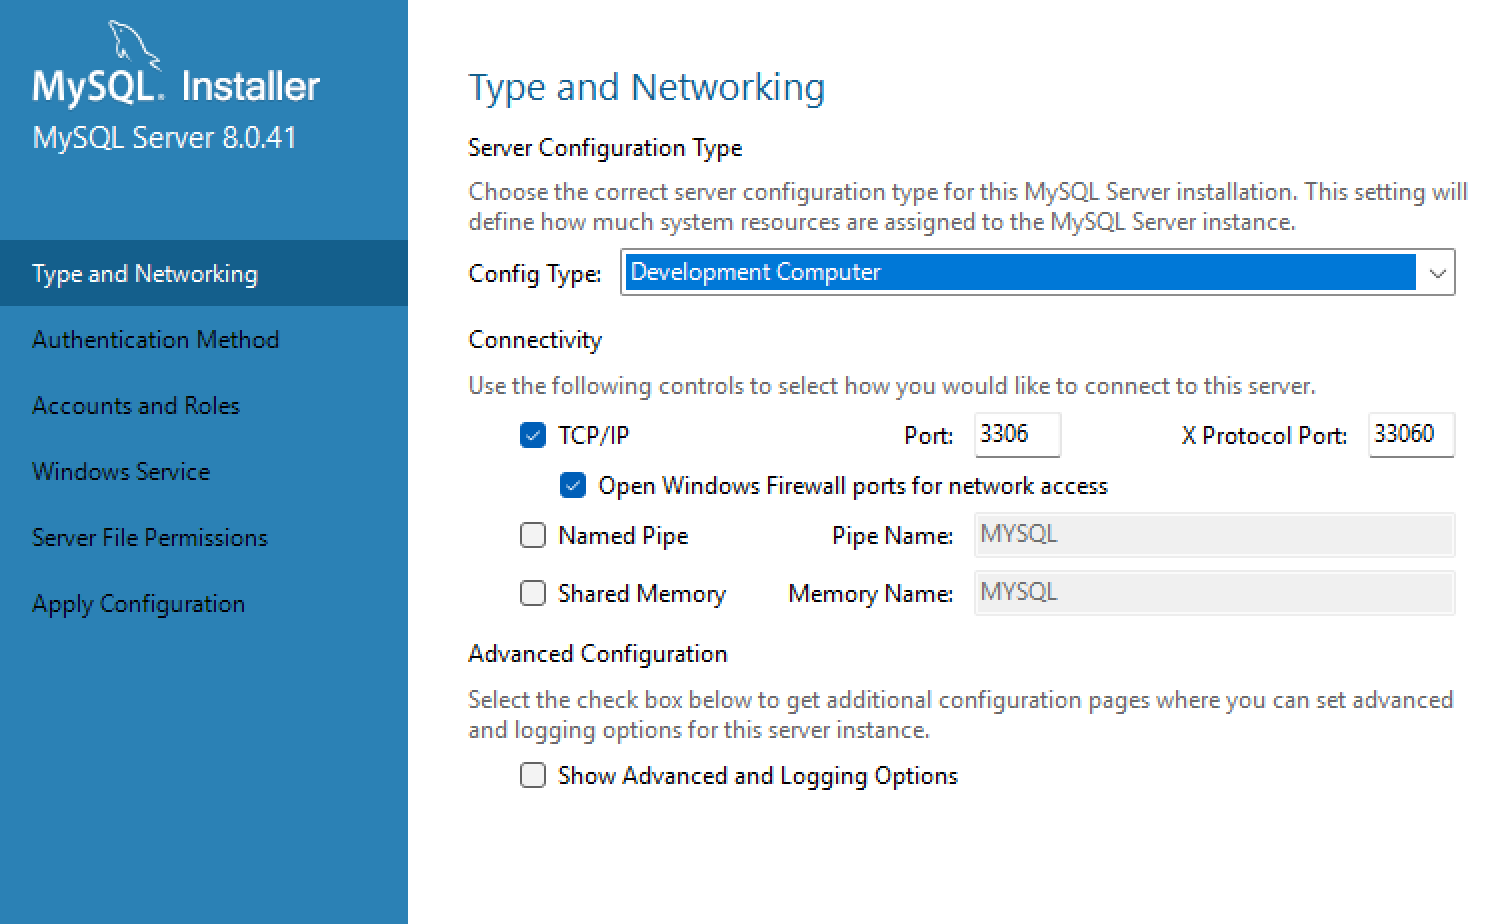 MySQL. Installer
MySQL Server 8.0.41
Type and Networking
Authentication Method
Accounts and Roles
Windows Service
Server File Permissions
Apply Configuration
Type and Networking
Server Configuration Type
Choose the correct server configuration type for this MySQL Server installation. This setting will
define how much system resources are assigned to the MySQL Server instance.
Config Type: Development Computer
Connectivity
Use the following controls to select how you would like to connect to this server.
TCP/IP Port: 3306 X Protocol Port: 33060
Open Windows Firewall ports for network access
Named Pipe Pipe Name: MYSQL
Shared Memory Memory Name: MYSQL
Advanced Configuration
Select the check box below to get additional configuration pages where you can set advanced
and logging options for this server instance.
Show Advanced and Logging Options